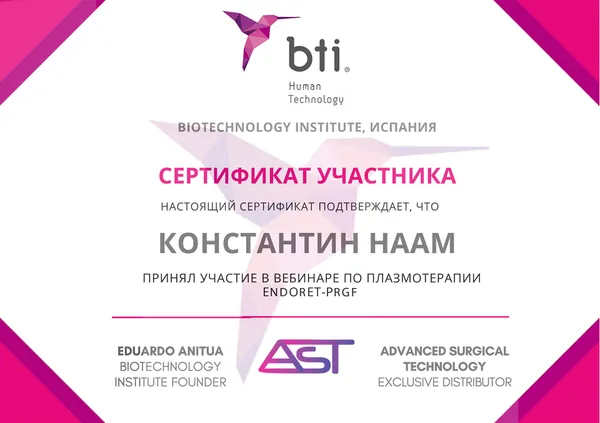 bti®
Human
Technology
BIOTECHNOLOGY INSTITUTE, ИСПАНИЯ
СЕРТИФИКАТ УЧАСТНИКА
НАСТОЯЩИЙ СЕРТИФИКАТ ПОДТВЕРЖДАЕТ, ЧТО
КОНСТАНТИН НААМ
ПРИНЯЛ УЧАСТИЕ В ВЕБИНАРЕ ПО ПЛАЗМОТЕРАПИИ
ENDORET-PRGF
EDUARDO ANITUA
BIOTECHNOLOGY
INSTITUTE FOUNDER
AST
ADVANCED SURGICAL
TECHNOLOGY
EXCLUSIVE DISTRIBUTOR